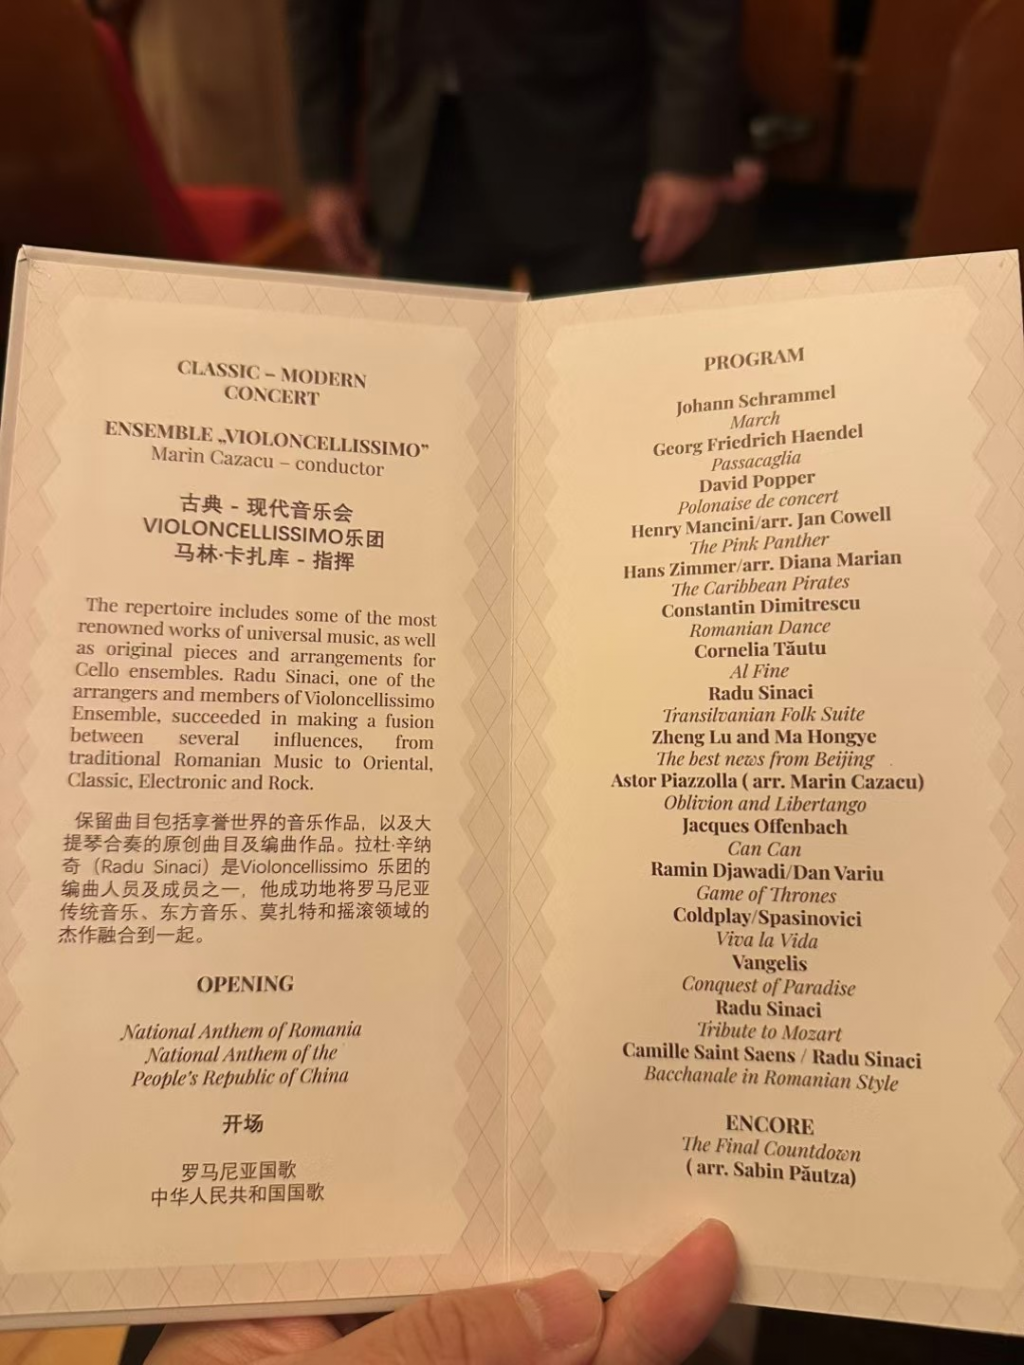 CLASSIC – MODERN
CONCERT
ENSEMBLE „VIOLONCELLISSIMO”
Marin Cazacu – conductor
古典 - 现代音乐会
VIOLONCELLISSIMO乐团
马林·卡扎库 - 指挥
The repertoire includes some of the most
renowned works of universal music, as well
as original pieces and arrangements for
Cello ensembles. Radu Sinaci, one of the
arrangers and members of Violoncellissimo
Ensemble, succeeded in making a fusion
between several influences, from
traditional Romanian Music to Oriental,
Classic, Electronic and Rock.
保留曲目包括享誉世界的音乐作品，以及大
提琴合奏的原创曲目及编曲作品。拉杜·辛纳
奇（Radu Sinaci）是Violoncellissimo 乐团的
编曲人员及成员之一，他成功地将罗马尼亚
传统音乐、东方音乐、莫扎特和摇滚领域的
杰作融合到一起。
OPENING
National Anthem of Romania
National Anthem of the
People's Republic of China
开场
罗马尼亚国歌
中华人民共和国国歌
PROGRAM
Johann Schrammel
March
Georg Friedrich Haendel
Passacaglia
David Popper
Polonaise de concert
Henry Mancini/arr. Jan Cowell
The Pink Panther
Hans Zimmer/arr. Diana Marian
The Caribbean Pirates
Constantin Dimitrescu
Romanian Dance
Cornelia Tăutu
Al Fine
Radu Sinaci
Transilvanian Folk Suite
Zheng Lu and Ma Hongye
The best news from Beijing
Astor Piazzolla ( arr. Marin Cazacu)
Oblivion and Libertango
Jacques Offenbach
Can Can
Ramin Djawadi/Dan Variu
Game of Thrones
Coldplay/Spasinovici
Viva la Vida
Vangelis
Conquest of Paradise
Radu Sinaci
Tribute to Mozart
Camille Saint Saens / Radu Sinaci
Bacchanale in Romanian Style
ENCORE
The Final Countdown
( arr. Sabin Păutza)